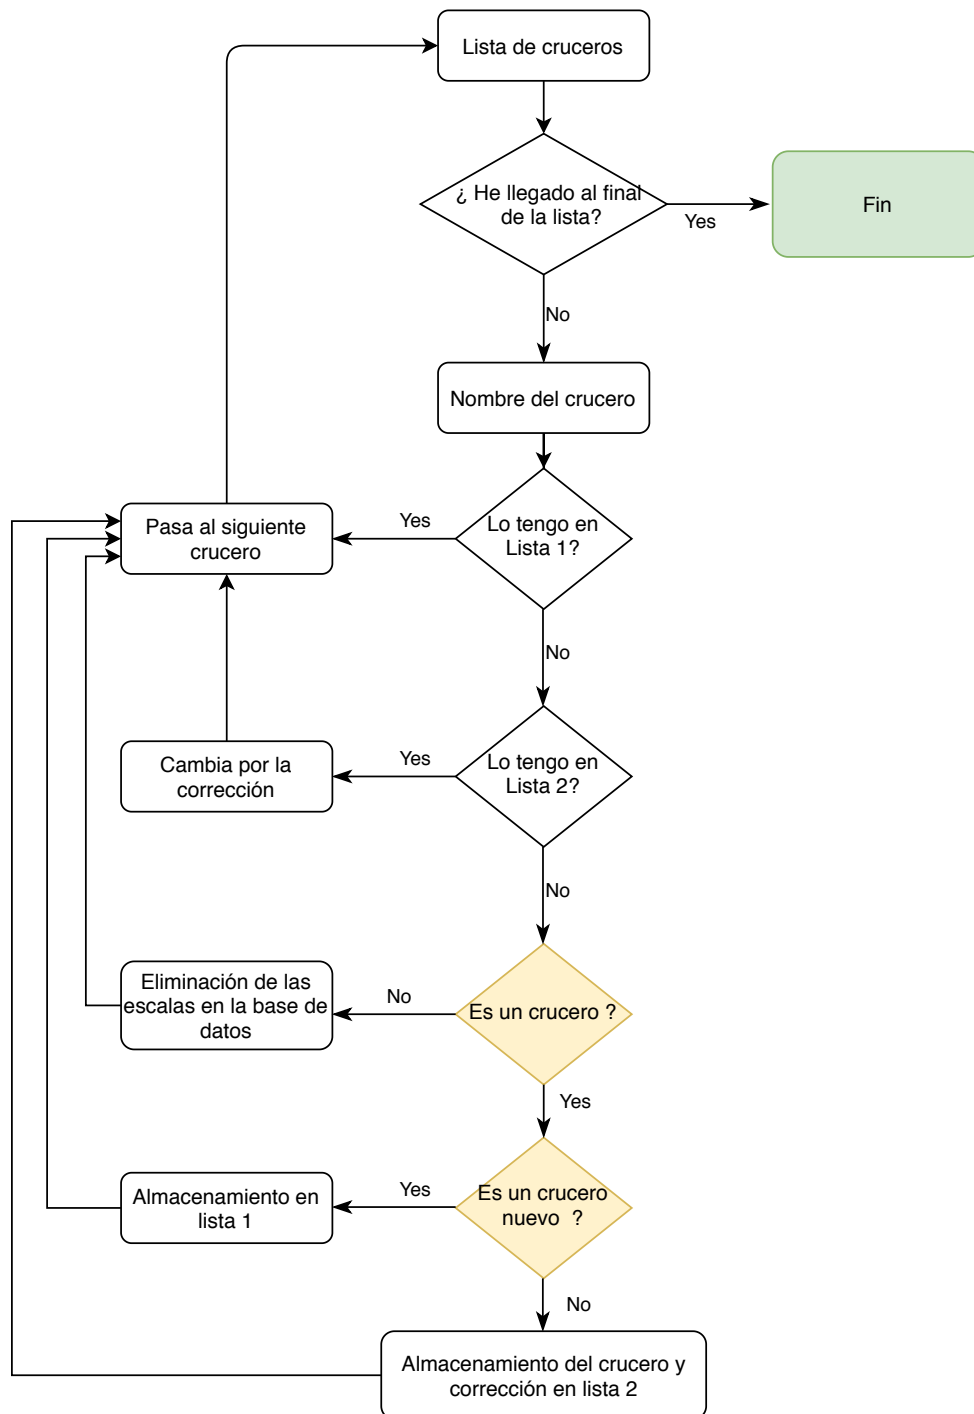 Lista de cruceros
¿ He llegado al final
de la lista?
Yes
Fin
No
Nombre del crucero
Pasa al siguiente
crucero
Yes
Lo tengo en
Lista 1?
No
Cambia por la
corrección
Yes
Lo tengo en
Lista 2?
No
Eliminación de las
escalas en la base de
datos
No
Es un crucero ?
Yes
Almacenamiento en
lista 1
Yes
Es un crucero
nuevo ?
No
Almacenamiento del crucero y
corrección en lista 2